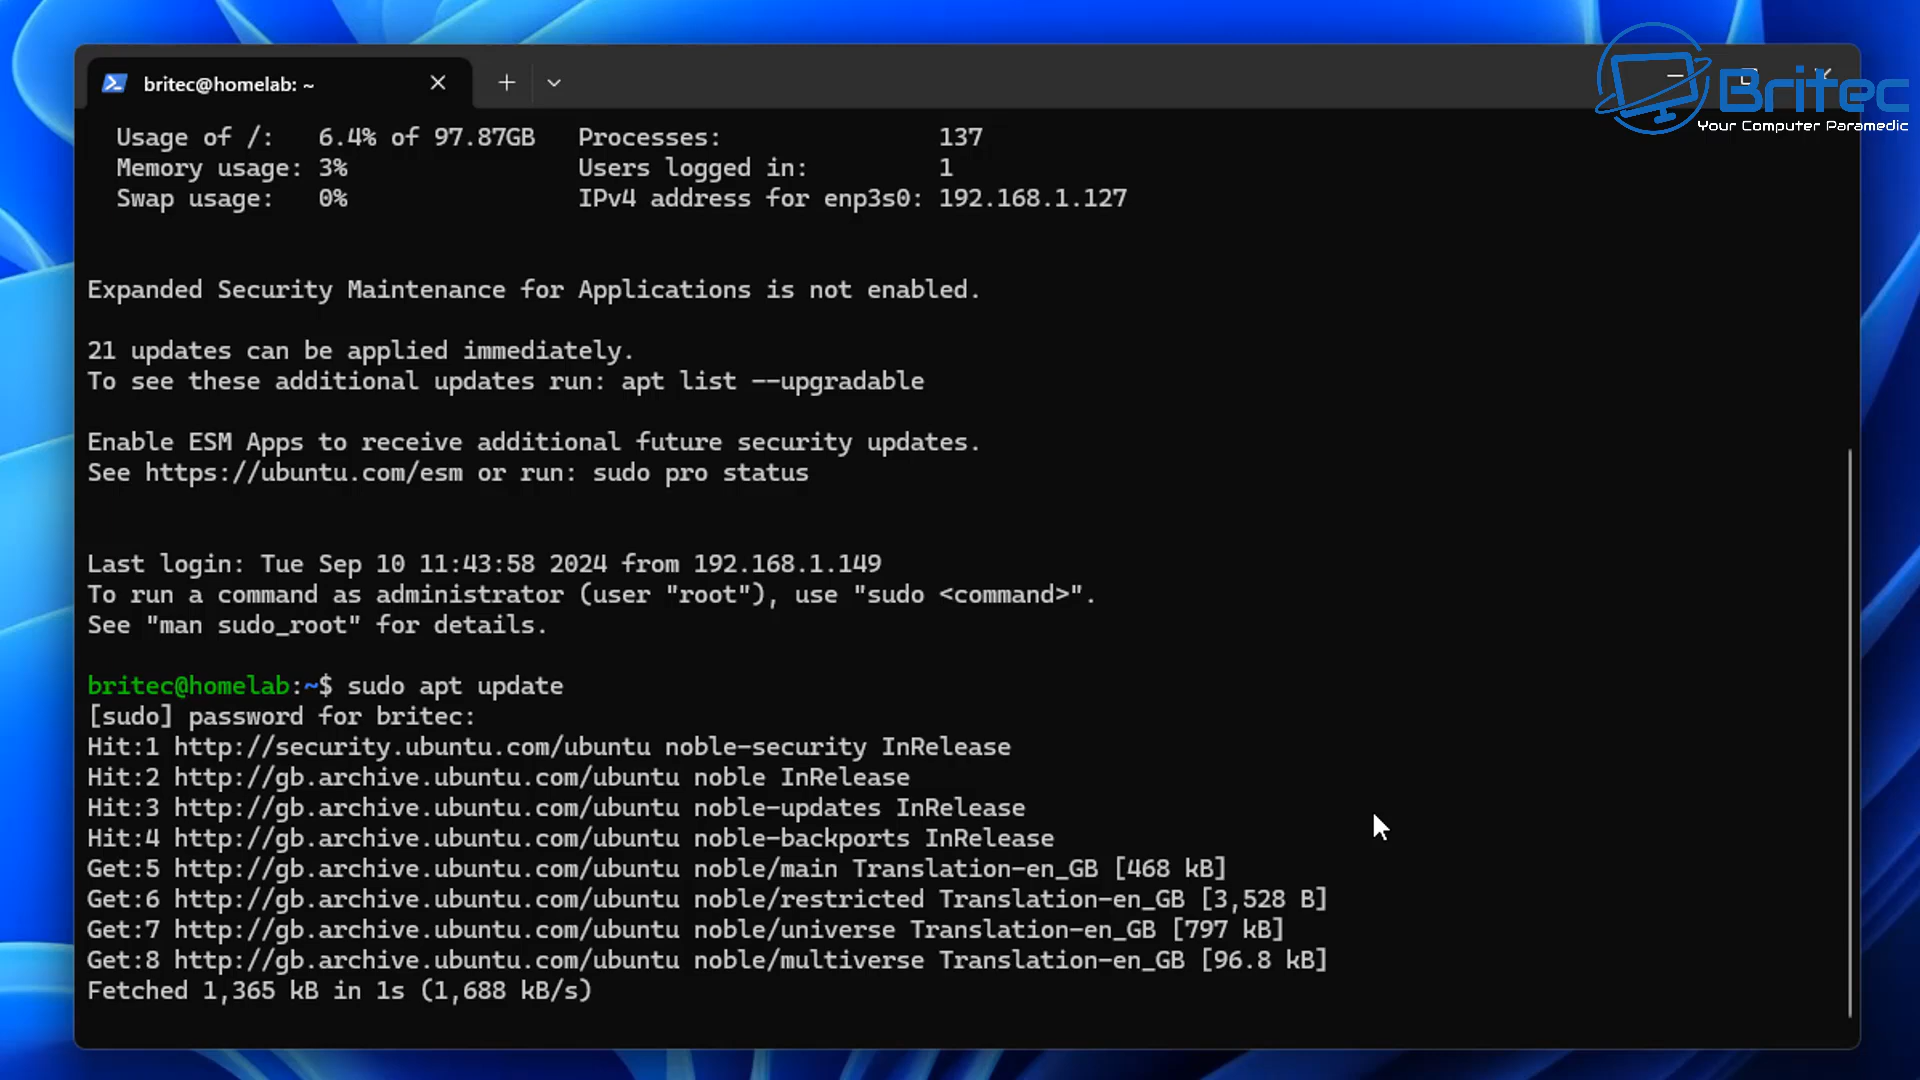 britec@homelab: ~
Britec
Your Computer Paramedic
Usage of /:   6.4% of 97.87GB   Processes:               137
Memory usage: 3%                Users logged in:         1
Swap usage:   0%                IPv4 address for enp3s0: 192.168.1.127
Expanded Security Maintenance for Applications is not enabled.
21 updates can be applied immediately.
To see these additional updates run: apt list --upgradable
Enable ESM Apps to receive additional future security updates.
See https://ubuntu.com/esm or run: sudo pro status
Last login: Tue Sep 10 11:43:58 2024 from 192.168.1.149
To run a command as administrator (user "root"), use "sudo <command>".
See "man sudo_root" for details.
britec@homelab:~$ sudo apt update
[sudo] password for britec:
Hit:1 http://security.ubuntu.com/ubuntu noble-security InRelease
Hit:2 http://gb.archive.ubuntu.com/ubuntu noble InRelease
Hit:3 http://gb.archive.ubuntu.com/ubuntu noble-updates InRelease
Hit:4 http://gb.archive.ubuntu.com/ubuntu noble-backports InRelease
Get:5 http://gb.archive.ubuntu.com/ubuntu noble/main Translation-en_GB [468 kB]
Get:6 http://gb.archive.ubuntu.com/ubuntu noble/restricted Translation-en_GB [3,528 B]
Get:7 http://gb.archive.ubuntu.com/ubuntu noble/universe Translation-en_GB [797 kB]
Get:8 http://gb.archive.ubuntu.com/ubuntu noble/multiverse Translation-en_GB [96.8 kB]
Fetched 1,365 kB in 1s (1,688 kB/s)